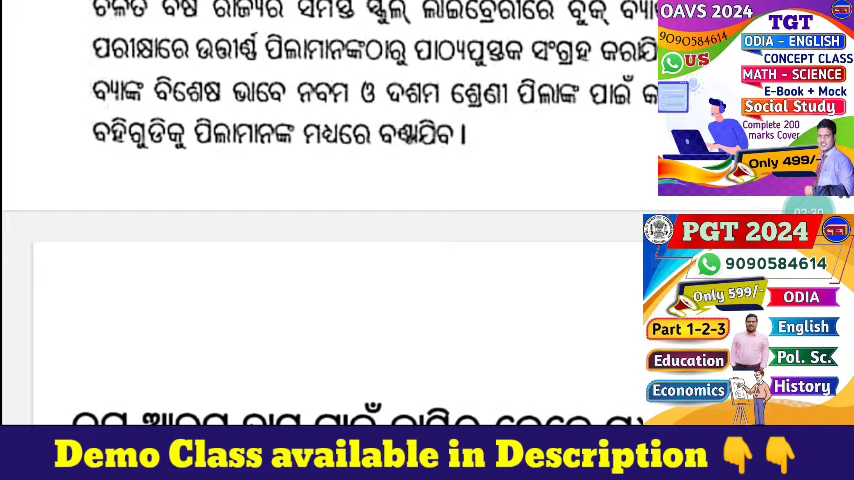 ଚଳିତ ବର୍ଷ ରାଜ୍ୟର ସମସ୍ତ ସ୍କୁଲ୍ ଲାଇବ୍ରେରୀରେ ବୁକ୍
ପରୀକ୍ଷାରେ ଉତ୍ତୀର୍ଣ୍ଣ ପିଲାମାନଙ୍କଠାରୁ ପାଠ୍ୟପୁସ୍ତକ ସଂଗ୍ରହ
ବ୍ୟାଙ୍କ ବିଶେଷ ଭାବେ ନବମ ଓ ଦଶମ ଶ୍ରେଣୀ ପିଲାଙ୍କ ପାଇଁ
ବହିଗୁଡିକୁ ପିଲାମାନଙ୍କ ମଧ୍ୟରେ ବଣ୍ଟାଯିବ ।
OAVS 2024
TGT
9090584614
US
ODIA - ENGLISH
CONCEPT CLASS
MATH - SCIENCE
E-Book + Mock
Social Study
Complete 200
marks Cover
Only 499/-
PGT 2024
9090584614
Only 599/-
ODIA
Part 1-2-3
English
Education
Pol. Sc.
Economics
History
Demo Class available in Description 👇👇